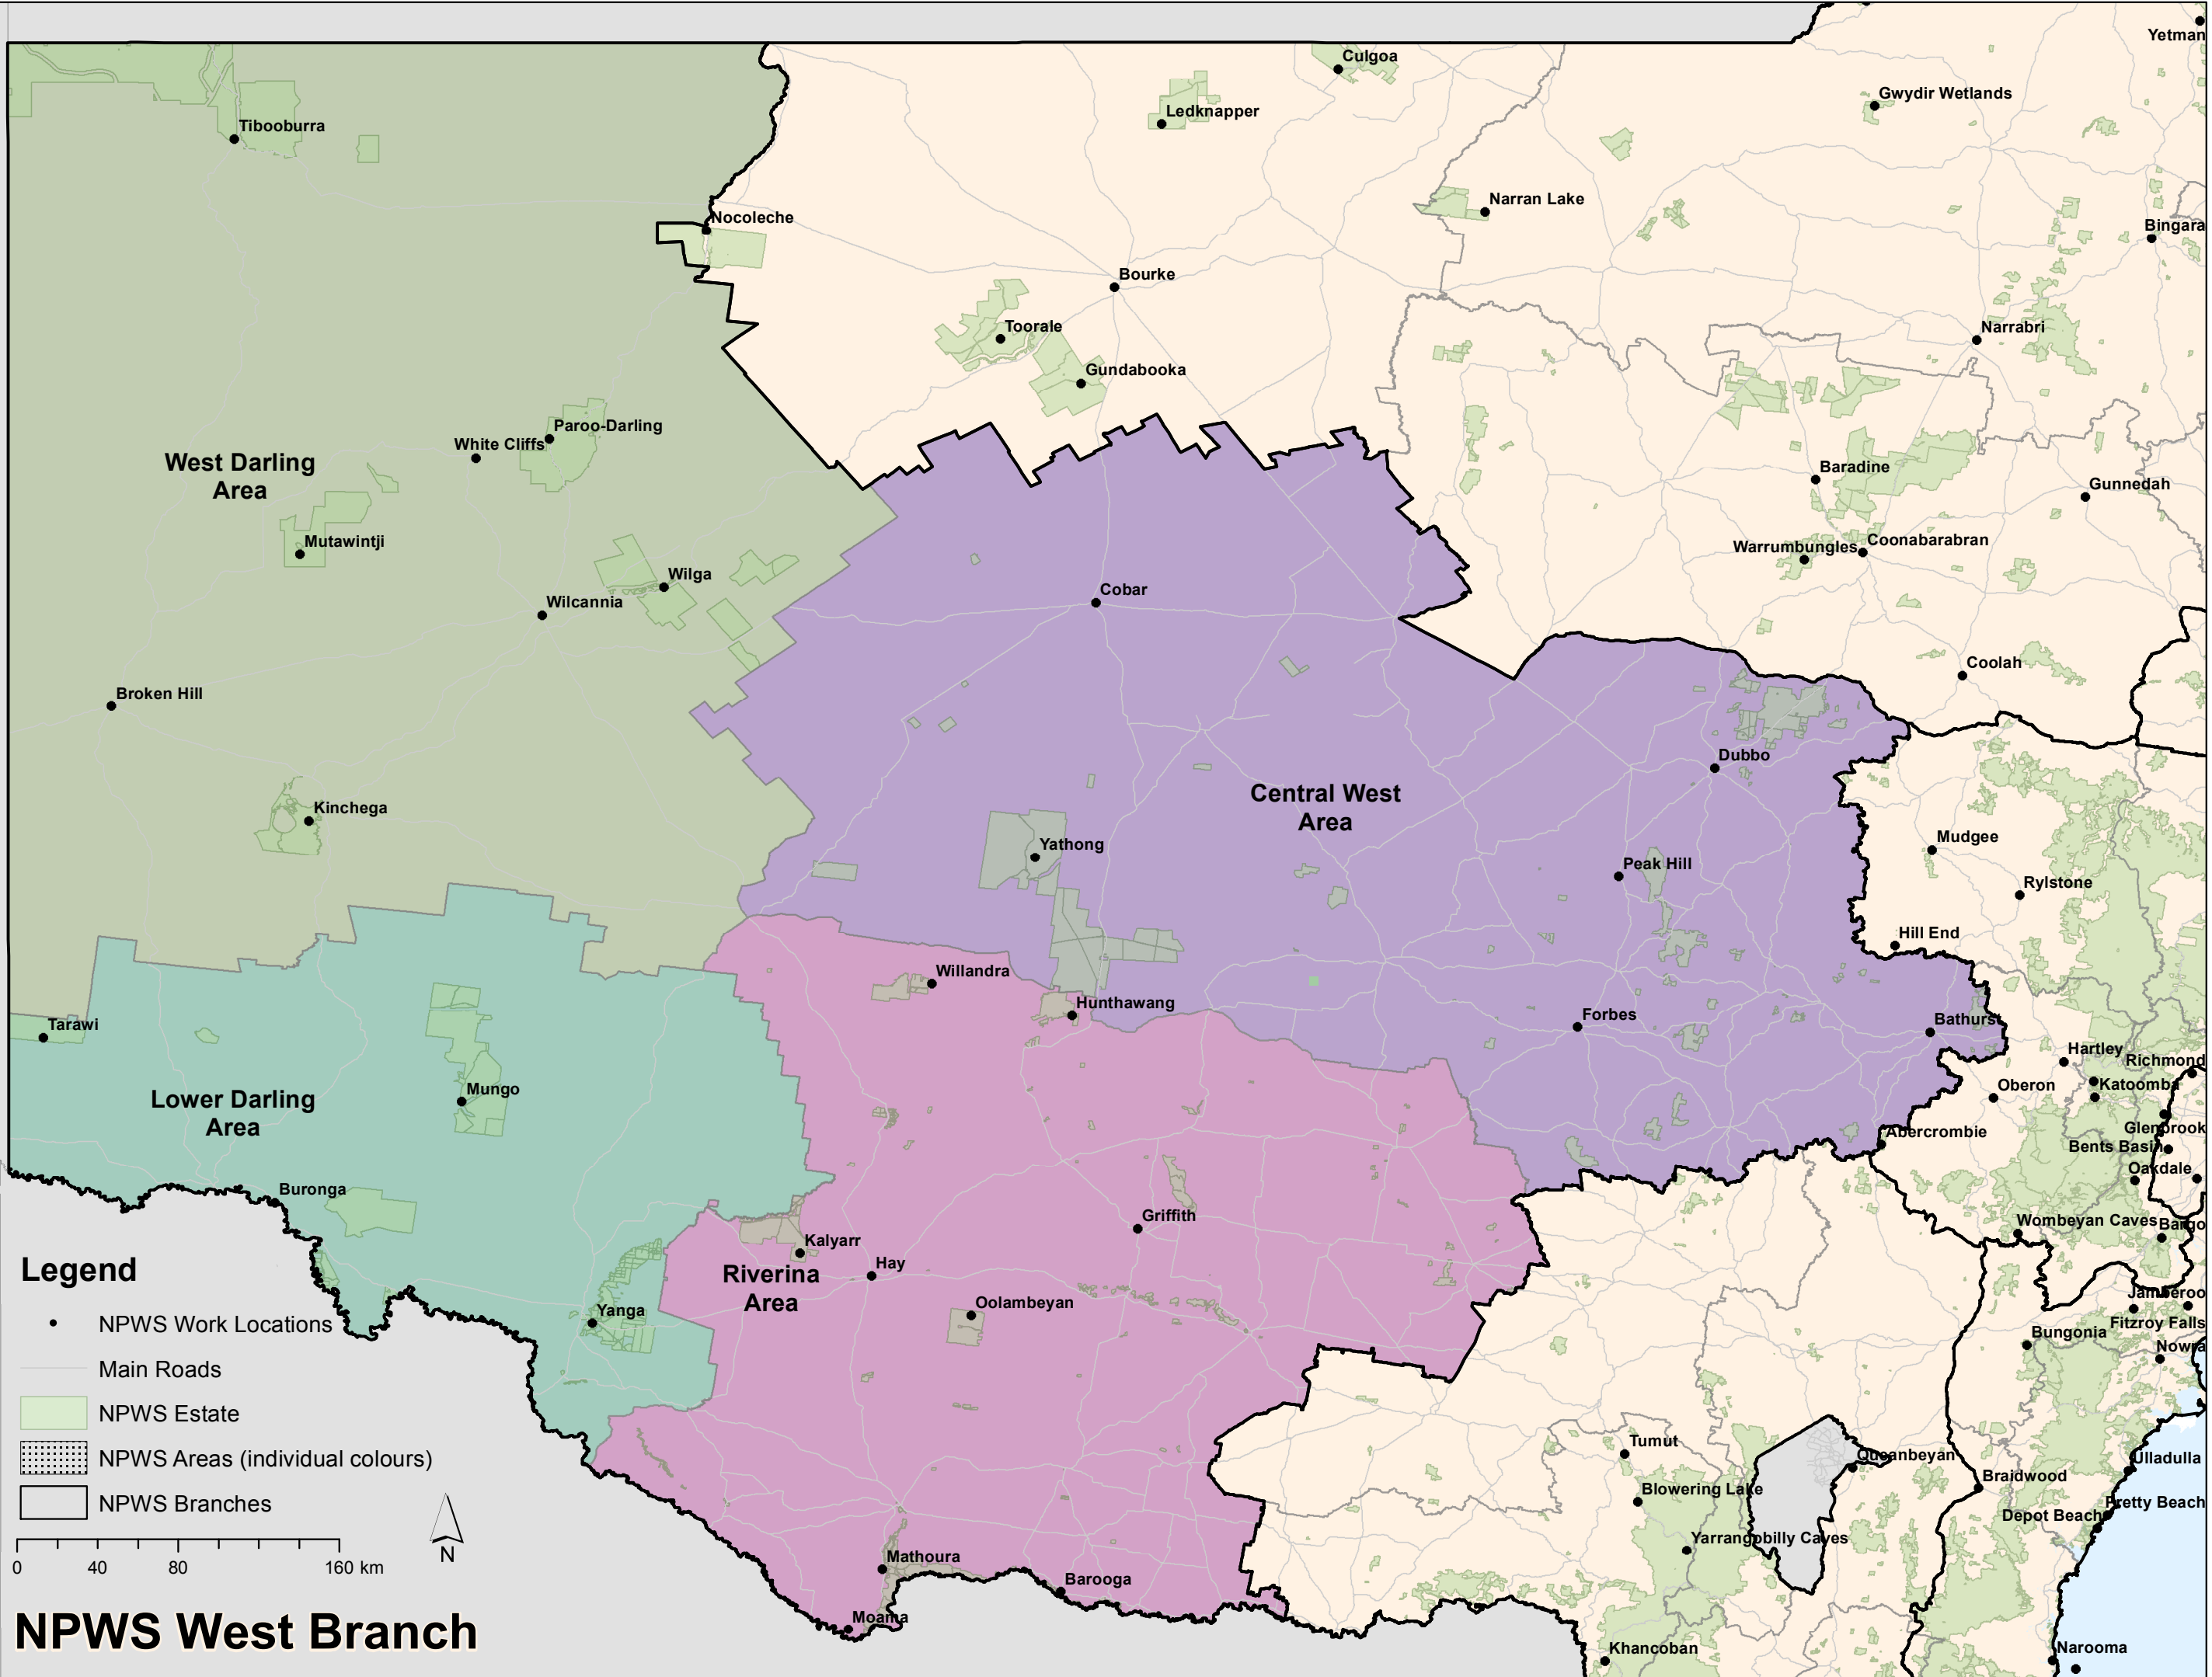 Yetman
Culgoa
Gwydir Wetlands
Ledknapper
Tibooburra
Narran Lake
Nocoleche
Bingara
Bourke
Toorale
Narrabri
Gundabooka
Paroo-Darling
White Cliffs
West Darling
Area
Baradine
Gunnedah
Mutawintji
Warrumbungles
Coonabarabran
Wilga
Cobar
Wilcannia
Coolah
Broken Hill
Dubbo
Central West
Area
Kinchega
Mudgee
Yathong
Peak Hill
Rylstone
Hill End
Willandra
Hunthawang
Forbes
Bathurst
Tarawi
Hartley
Richmond
Oberon
Katoomba
Mungo
Lower Darling
Area
Glenbrook
Abercrombie
Bents Basin
Oakdale
Buronga
Griffith
Wombeyan Caves
Bargo
Kalyarr
Hay
Riverina
Area
Legend
Jamberoo
Oolambeyan
Yanga
Fitzroy Falls
NPWS Work Locations
Bungonia
Nowra
Main Roads
NPWS Estate
Tumut
NPWS Areas (individual colours)
Queanbeyan
Ulladulla
Braidwood
Blowering Lake
NPWS Branches
Pretty Beach
Depot Beach
Yarrangobilly Caves
N
Mathoura
0 40 80 160 km
Barooga
Moama
NPWS West Branch
Khancoban
Narooma